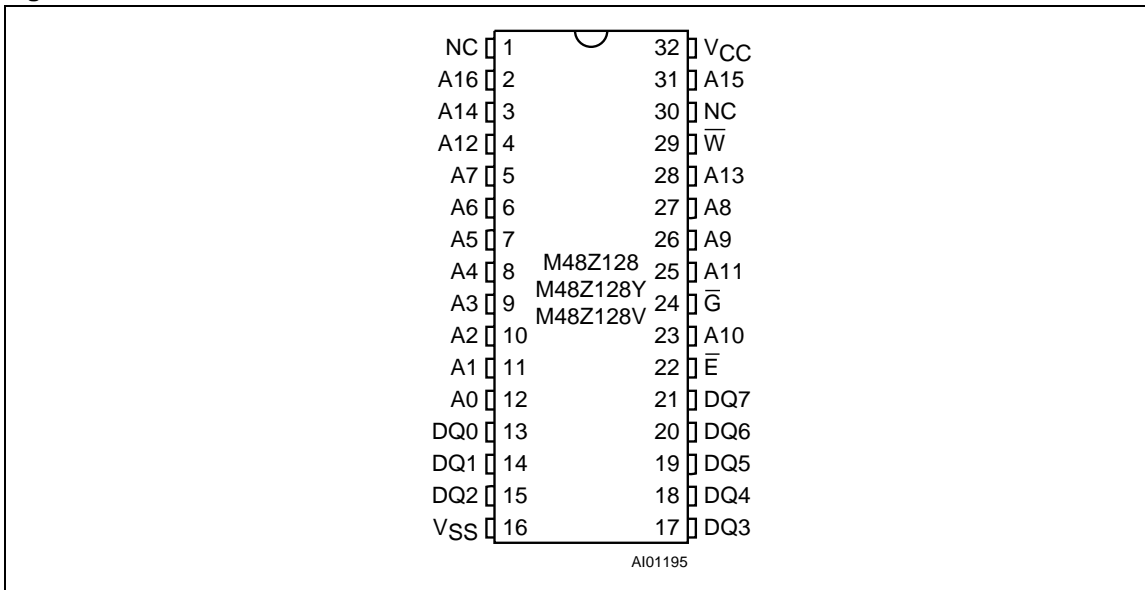 NC 1 32 VCC
A16 2 31 A15
A14 3 30 NC
A12 4 29 W̅
A7 5 28 A13
A6 6 27 A8
A5 7 26 A9
A4 8 M48Z128 25 A11
M48Z128Y
A3 9 24 G̅
M48Z128V
A2 10 23 A10
A1 11 22 E̅
A0 12 21 DQ7
DQ0 13 20 DQ6
DQ1 14 19 DQ5
DQ2 15 18 DQ4
VSS 16 17 DQ3
AI01195